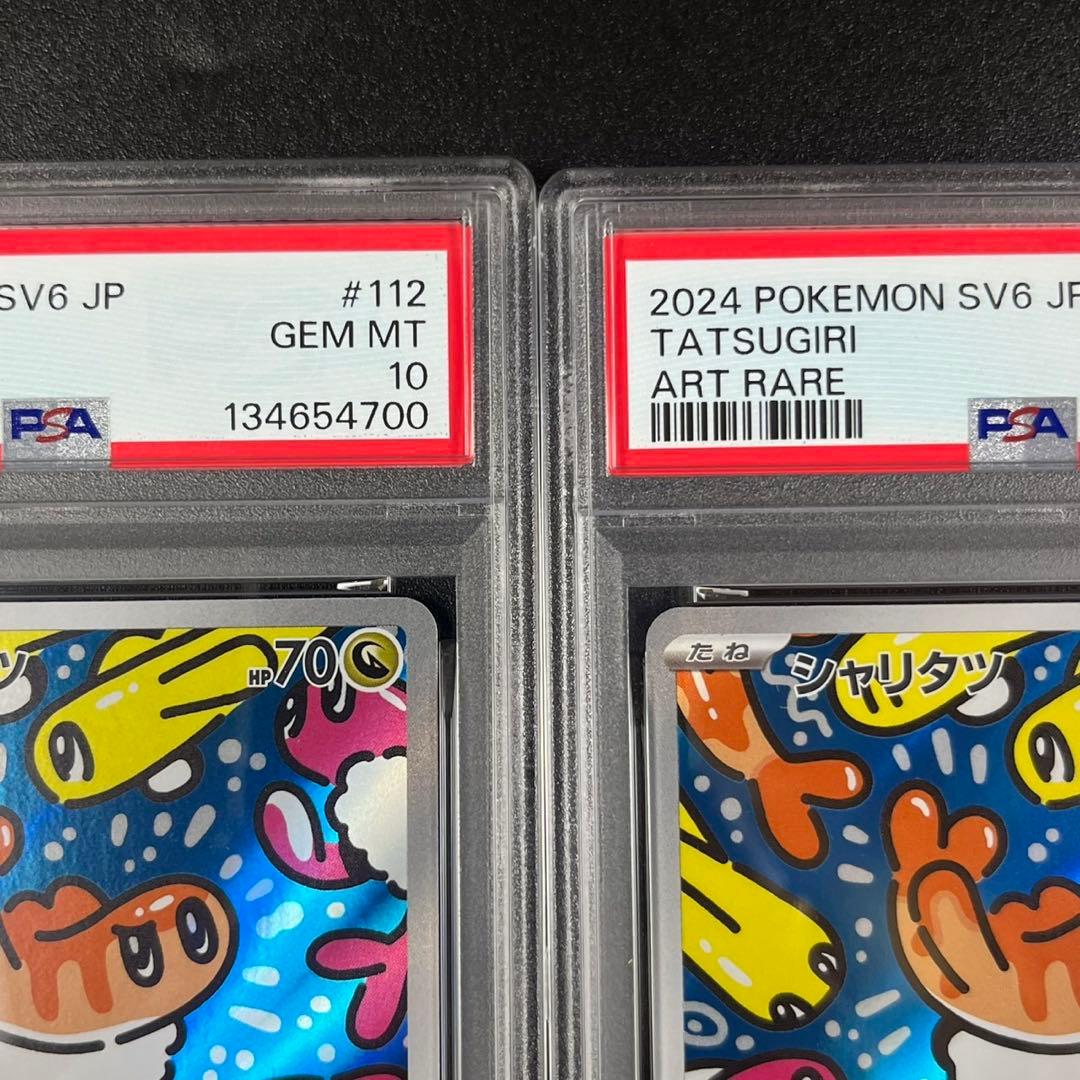 SV6 JP
#112
GEM MT
10
PSA
134654700
2024 POKEMON SV6 JP
TATSUGIRI
ART RARE
PSA
ツ
HP70
たね
シャリタツ